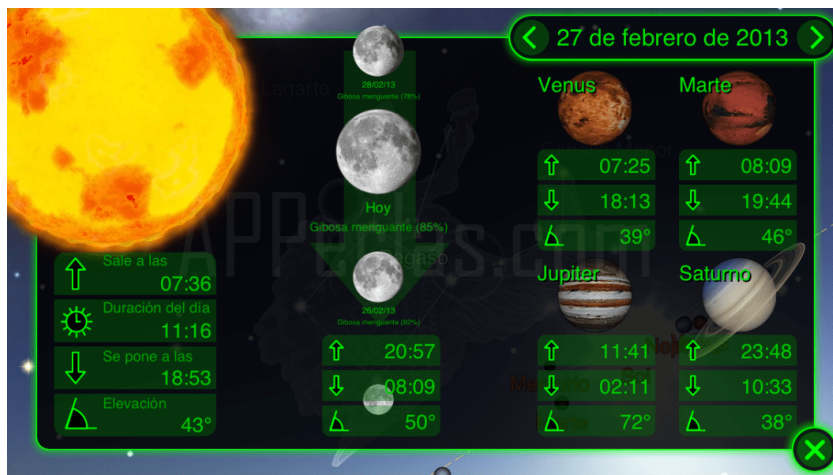 27 de febrero de 2013
Lagarto
28/02/13
Gibosa menguante (78%)
Hoy
Gibosa menguante (85%)
26/02/13
Gibosa menguante (92%)
Sale a las
07:36
Duración del día
11:16
Se pone a las
18:53
Elevación
43°
20:57
08:09
50°
Venus
07:25
18:13
39°
Marte
08:09
19:44
46°
Jupiter
11:41
02:11
72°
Saturno
23:48
10:33
38°